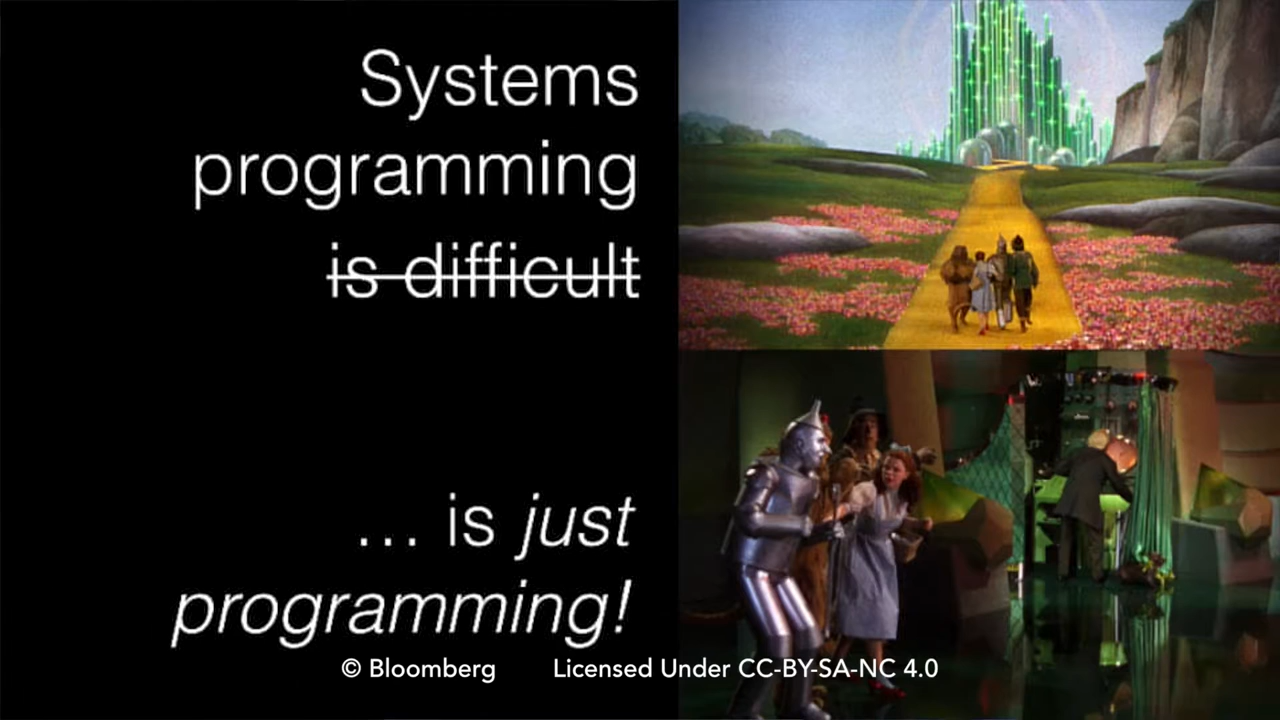 Systems
programming
is difficult
... is just
programming!
© Bloomberg Licensed Under CC-BY-SA-NC 4.0